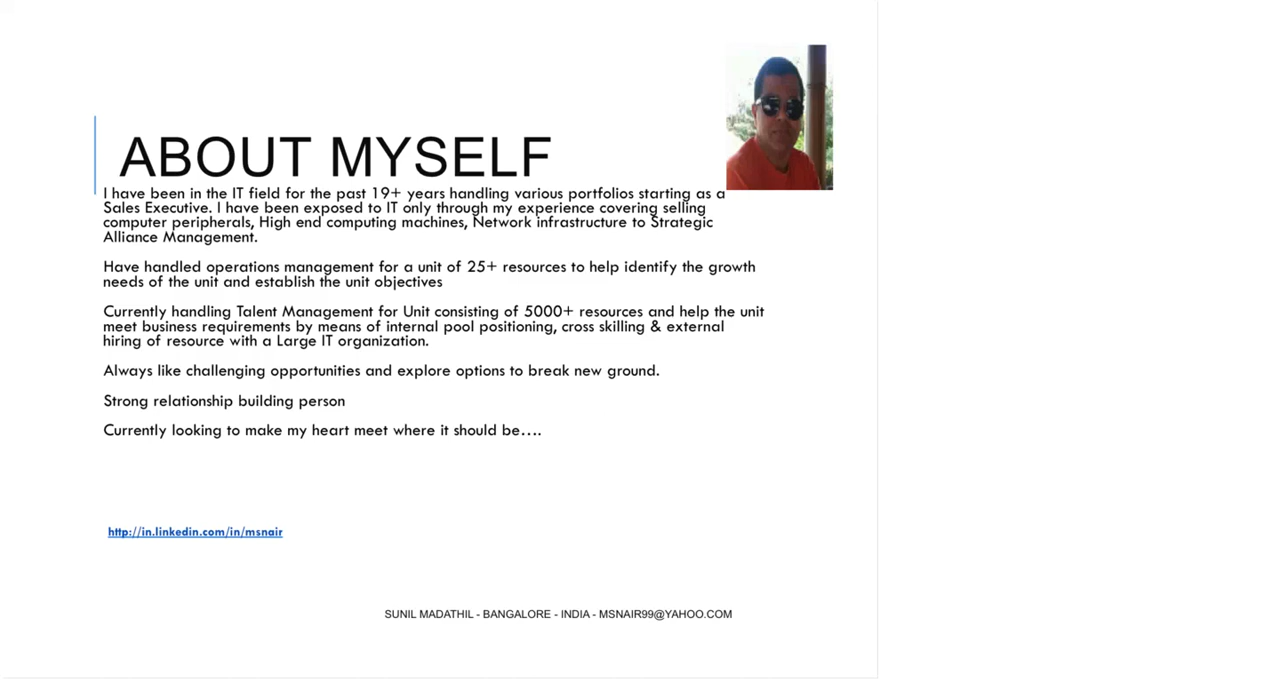 ABOUT MYSELF
I have been in the IT field for the past 19+ years handling various portfolios starting as a
Sales Executive. I have been exposed to IT only through my experience covering selling
computer peripherals, High end computing machines, Network infrastructure to Strategic
Alliance Management.
Have handled operations management for a unit of 25+ resources to help identify the growth
needs of the unit and establish the unit objectives
Currently handling Talent Management for Unit consisting of 5000+ resources and help the unit
meet business requirements by means of internal pool positioning, cross skilling & external
hiring of resource with a Large IT organization.
Always like challenging opportunities and explore options to break new ground.
Strong relationship building person
Currently looking to make my heart meet where it should be….
http://in.linkedin.com/in/msnair
SUNIL MADATHIL - BANGALORE - INDIA - MSNAIR99@YAHOO.COM